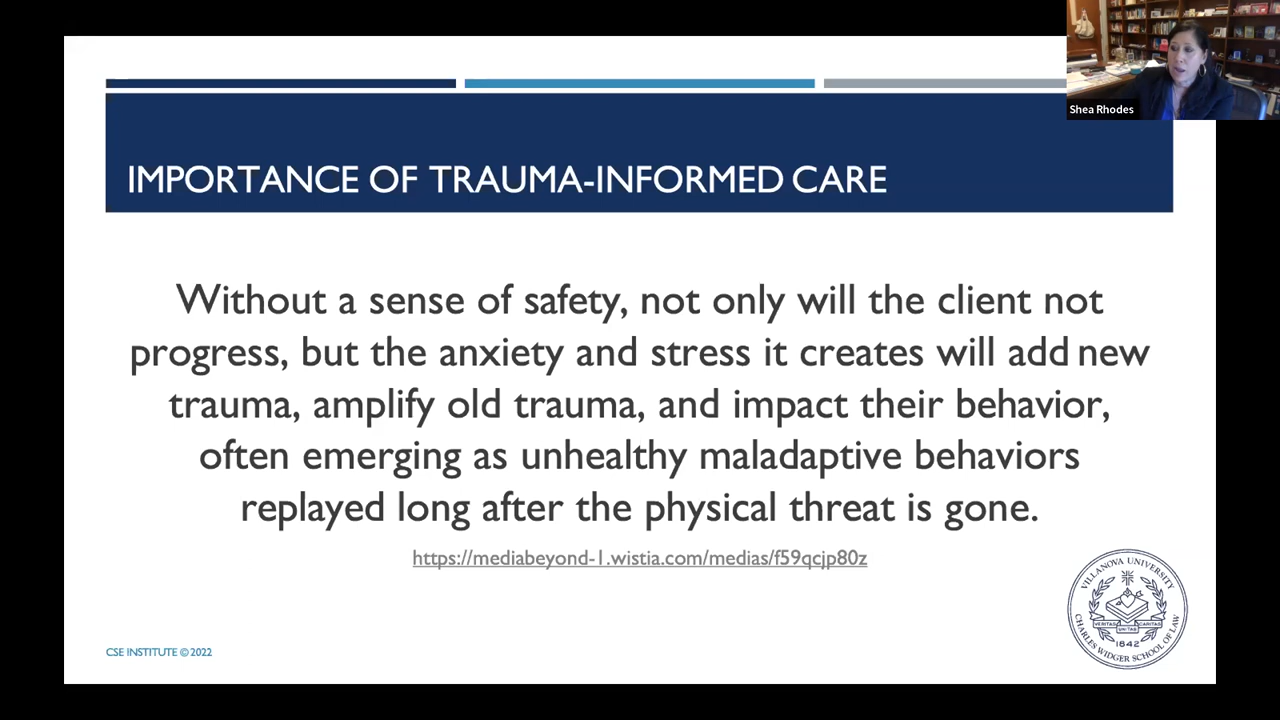 Shea Rhodes
IMPORTANCE OF TRAUMA-INFORMED CARE
Without a sense of safety, not only will the client not
progress, but the anxiety and stress it creates will add new
trauma, amplify old trauma, and impact their behavior,
often emerging as unhealthy maladaptive behaviors
replayed long after the physical threat is gone.
https://mediabeyond-1.wistia.com/medias/f59qcjp80z
VILLANOVA UNIVERSITY
VERITAS UNITAS CARITAS
1842
CHARLES WIDGER SCHOOL OF LAW
CSE INSTITUTE © 2022